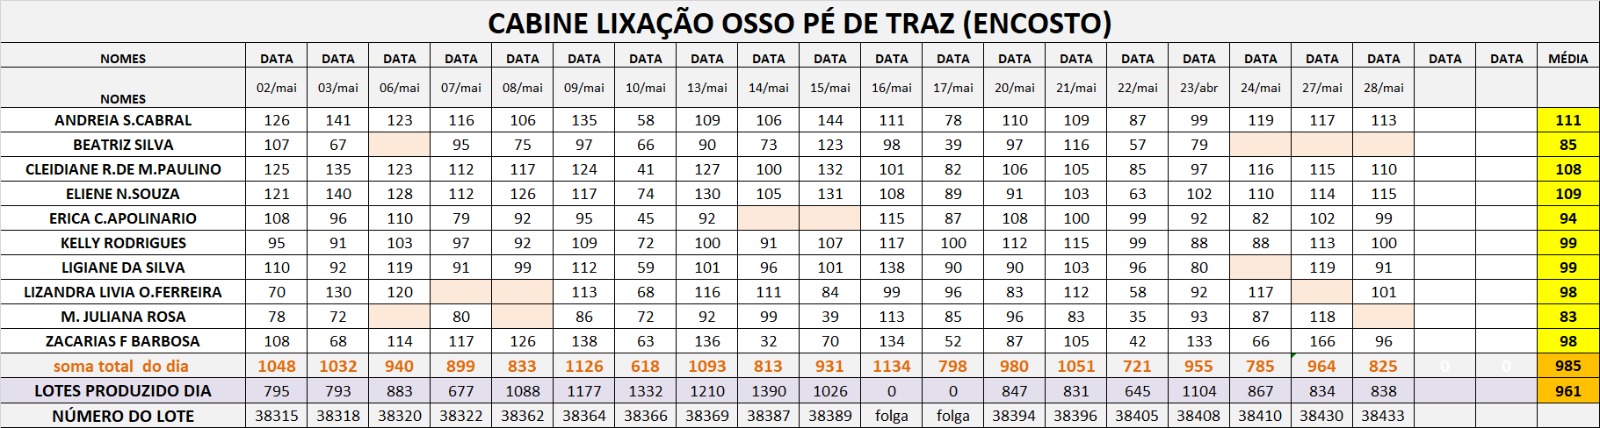 CABINE LIXAÇÃO OSSO PÉ DE TRAZ (ENCOSTO)
NOMES DATA DATA DATA DATA DATA DATA DATA DATA DATA DATA DATA DATA DATA DATA DATA DATA DATA DATA DATA DATA DATA MÉDIA
NOMES 02/mai 03/mai 06/mai 07/mai 08/mai 09/mai 10/mai 13/mai 14/mai 15/mai 16/mai 17/mai 20/mai 21/mai 22/mai 23/abr 24/mai 27/mai 28/mai
ANDREIA S.CABRAL 126 141 123 116 106 135 58 109 106 144 111 78 110 109 87 99 119 117 113 111
BEATRIZ SILVA 107 67 95 75 97 66 90 73 123 98 39 97 116 57 79 85
CLEIDIANE R.DE M.PAULINO 125 135 123 112 117 124 41 127 100 132 101 82 106 105 85 97 116 115 110 108
ELIENE N.SOUZA 121 140 128 112 126 117 74 130 105 131 108 89 91 103 63 102 110 114 115 109
ERICA C.APOLINARIO 108 96 110 79 92 95 45 92 115 87 108 100 99 92 82 102 99 94
KELLY RODRIGUES 95 91 103 97 92 109 72 100 91 107 117 100 112 115 99 88 88 113 100 99
LIGIANE DA SILVA 110 92 119 91 99 112 59 101 96 101 138 90 90 103 96 80 119 91 99
LIZANDRA LIVIA O.FERREIRA 70 130 120 113 68 116 111 84 99 96 83 112 58 92 117 101 98
M. JULIANA ROSA 78 72 80 86 72 92 99 39 113 85 96 83 35 93 87 118 83
ZACARIAS F BARBOSA 108 68 114 117 126 138 63 136 32 70 134 52 87 105 42 133 66 166 96 98
soma total do dia 1048 1032 940 899 833 1126 618 1093 813 931 1134 798 980 1051 721 955 785 964 825 0 0 985
LOTES PRODUZIDO DIA 795 793 883 677 1088 1177 1332 1210 1390 1026 0 0 847 831 645 1104 867 834 838 961
NÚMERO DO LOTE 38315 38318 38320 38322 38362 38364 38366 38369 38387 38389 folga folga 38394 38396 38405 38408 38410 38430 38433